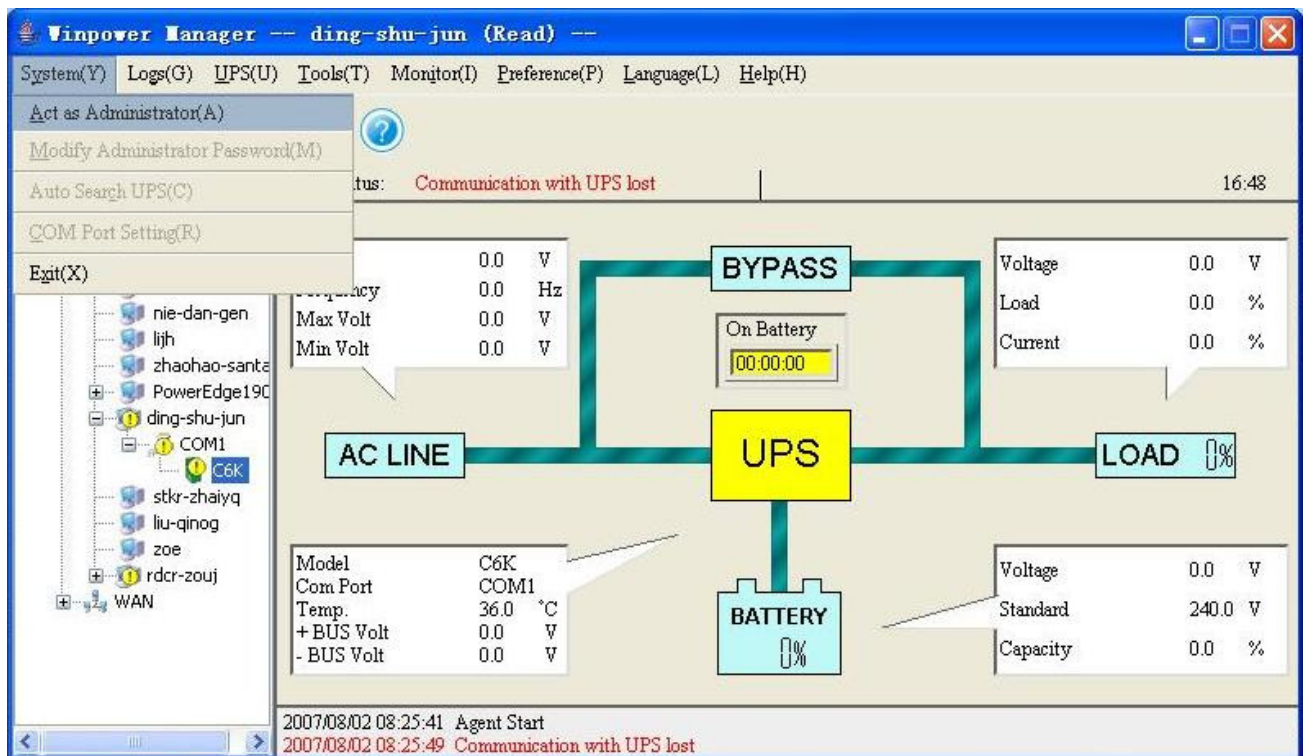 Winpower Manager -- ding-shu-jun (Read) --
System(Y) Logs(G) UPS(U) Tools(T) Monitor(I) Preference(P) Language(L) Help(H)
Act as Administrator(A)
Modify Administrator Password(M)
Auto Search UPS(C)
COM Port Setting(R)
Exit(X)
Communication with UPS lost
16:48
nie-dan-gen
lijh
zhaohao-santa
PowerEdge190
ding-shu-jun
COM1
C6K
stkr-zhaiyq
liu-qinog
zoe
rdcr-zouj
WAN
0.0 V
0.0 Hz
Max Volt 0.0 V
Min Volt 0.0 V
BYPASS
On Battery
00:00:00
Voltage 0.0 V
Load 0.0 %
Current 0.0 %
AC LINE
UPS
LOAD 0%
Model C6K
Com Port COM1
Temp. 36.0 °C
+ BUS Volt 0.0 V
- BUS Volt 0.0 V
BATTERY
0%
Voltage 0.0 V
Standard 240.0 V
Capacity 0.0 %
2007/08/02 08:25:41 Agent Start
2007/08/02 08:25:49 Communication with UPS lost